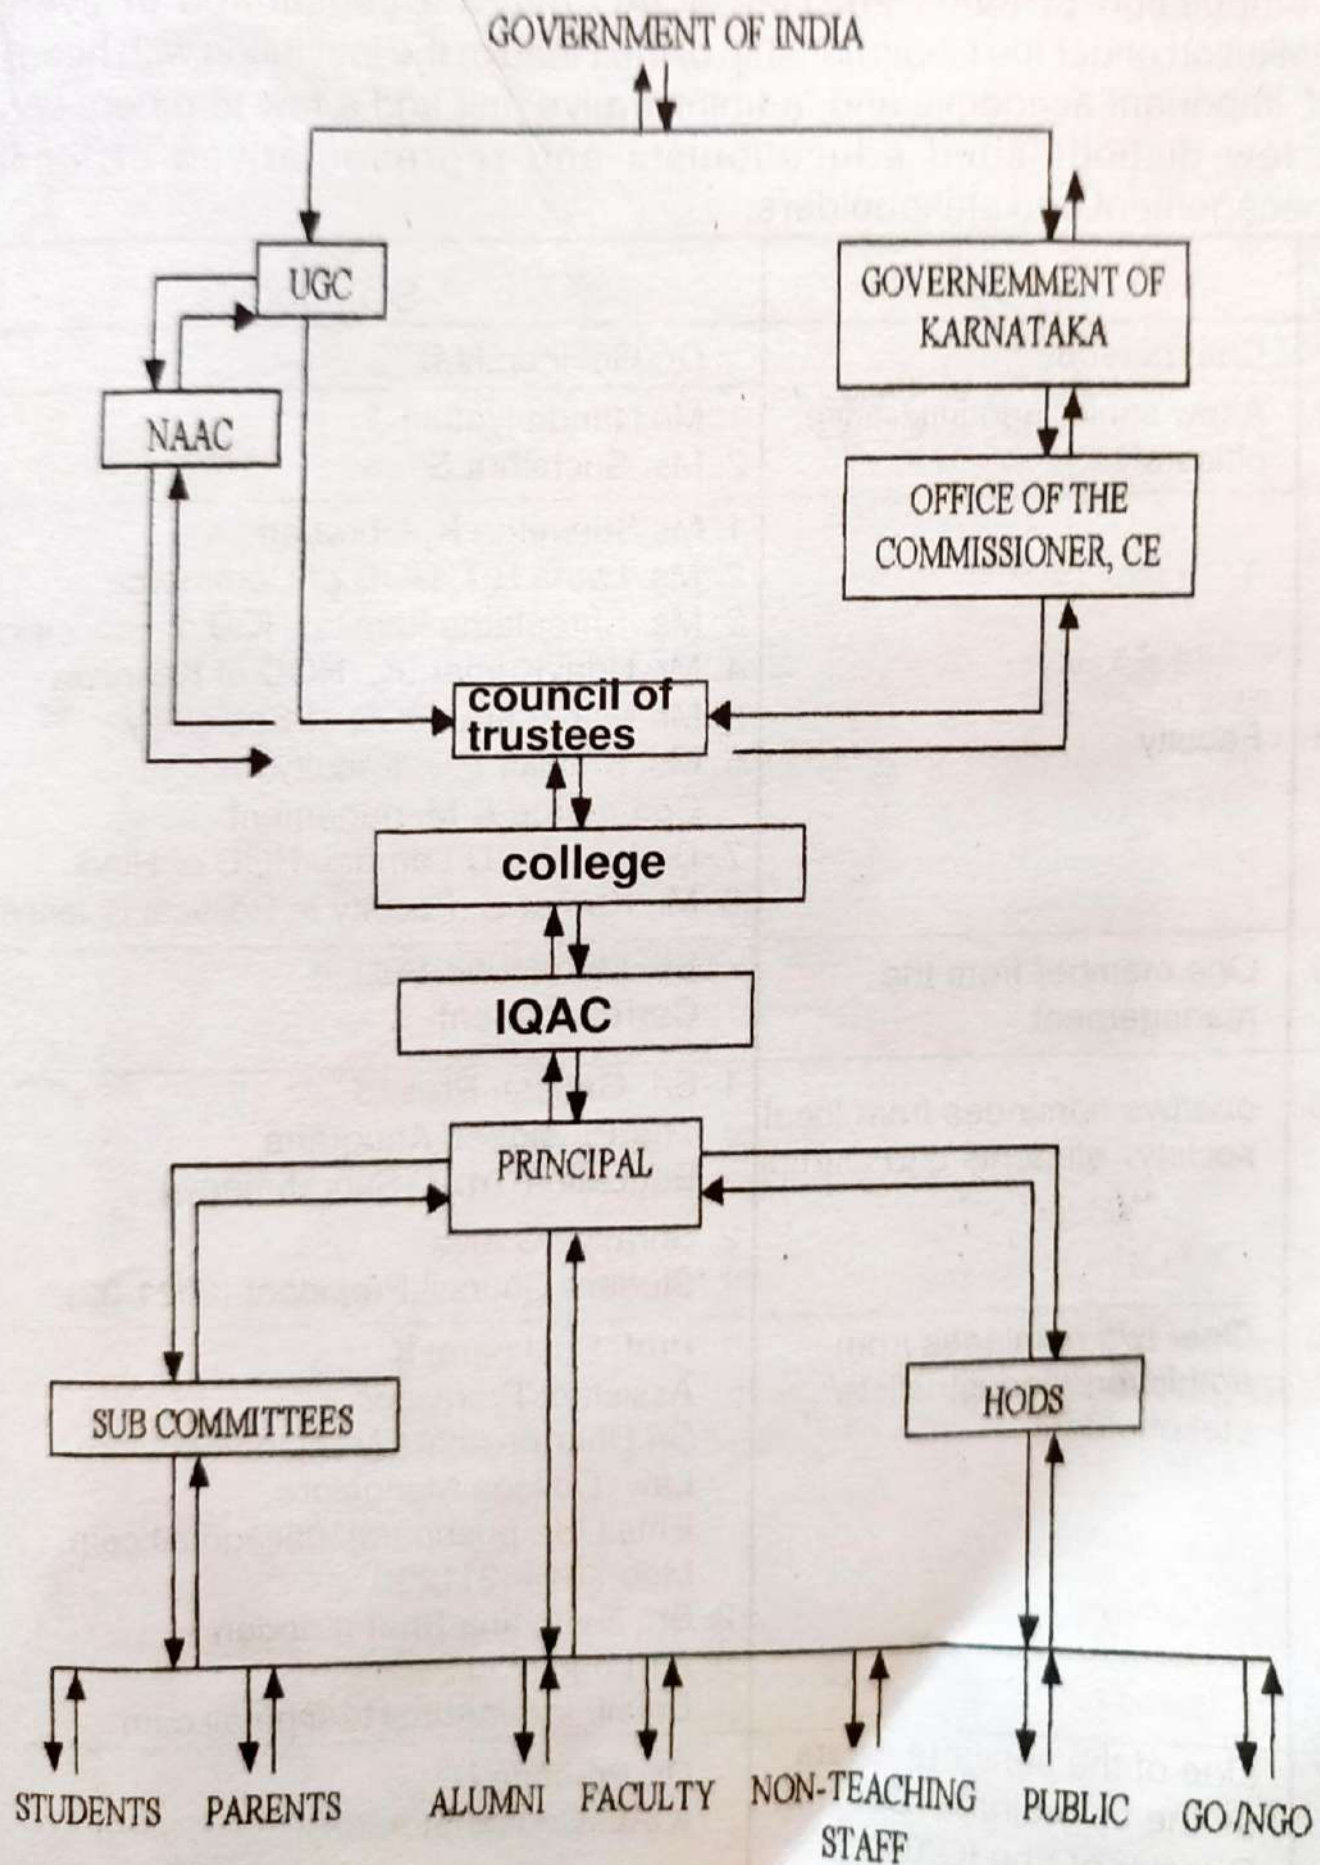 GOVERNMENT OF INDIA
UGC
GOVERNEMMENT OF
KARNATAKA
NAAC
OFFICE OF THE
COMMISSIONER, CE
council of
trustees
college
IQAC
PRINCIPAL
SUB COMMITTEES
HODS
STUDENTS
PARENTS
ALUMNI
FACULTY
NON-TEACHING
STAFF
PUBLIC
GO/NGO